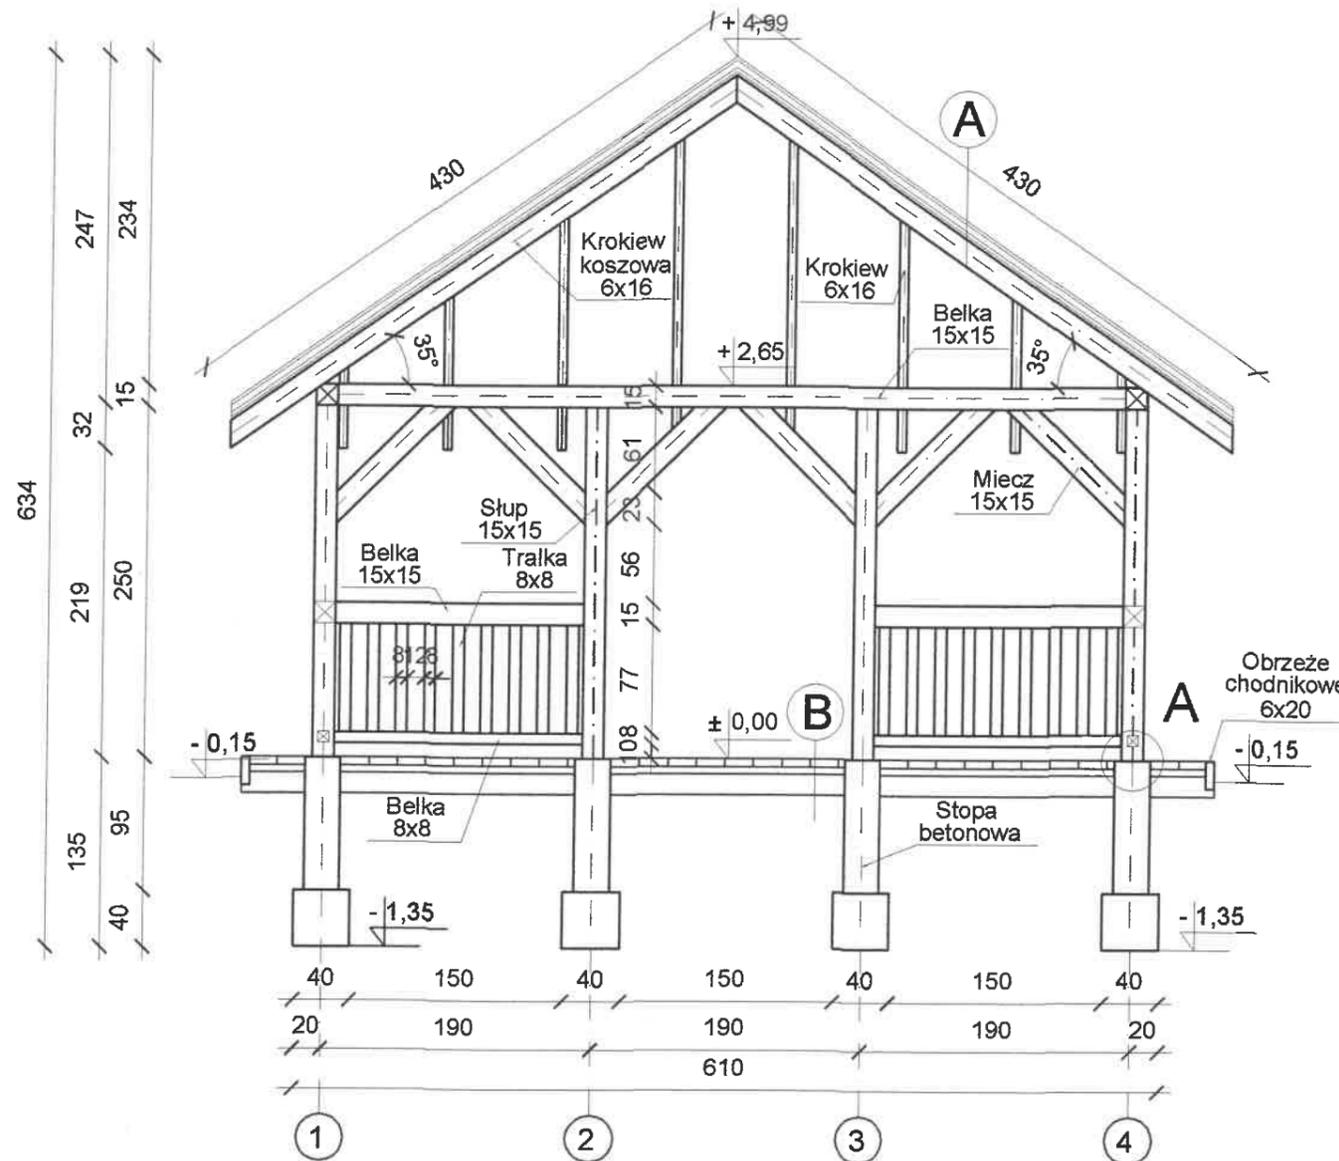 + 4,99
A
430
430
247
234
Krokiew
koszowa
6x16
Krokiew
6x16
Belka
15x15
35°
35°
+ 2,65
15
15
32
61
634
Miecz
15x15
Słup
15x15
23
Belka
15x15
Tralka
8x8
56
219
250
15
8128
77
Obrzeże
chodnikowe
6x20
A
± 0,00
B
- 0,15
108
- 0,15
Belka
8x8
Stopa
betonowa
135
95
40
- 1,35
- 1,35
40
150
40
150
40
150
40
20
190
190
190
20
610
1
2
3
4